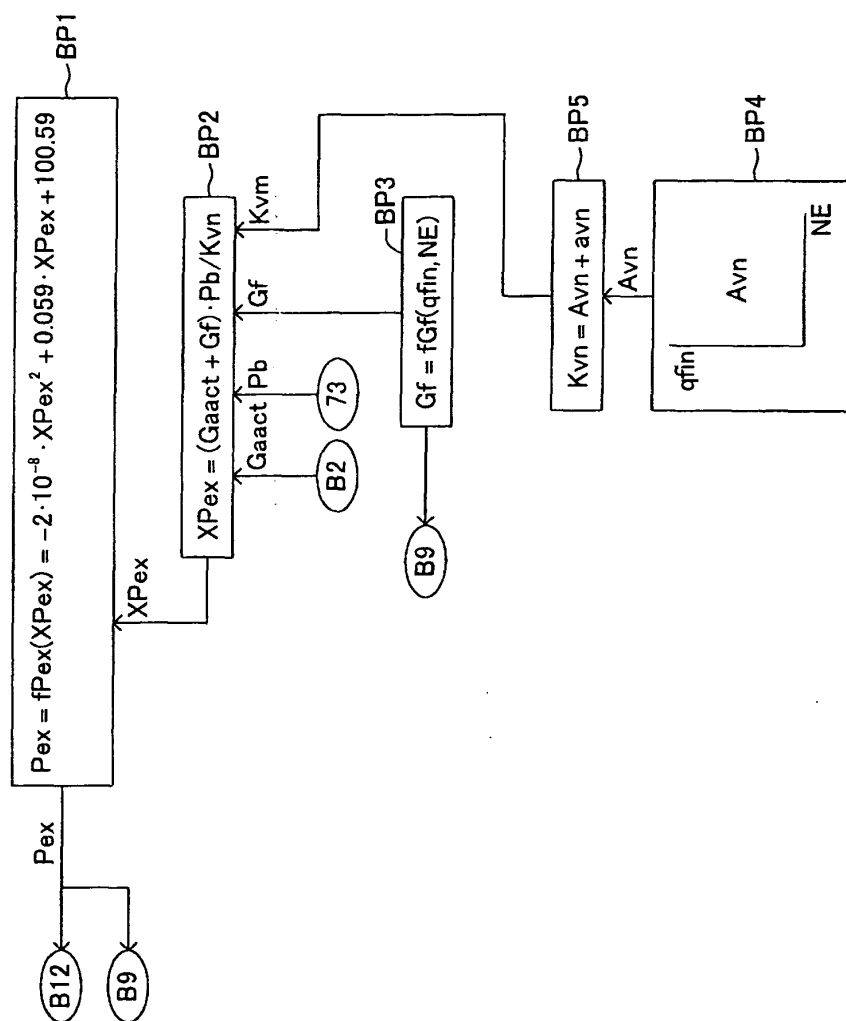 BP1
Pex = fPex(XPex) = −2·10⁻⁸ · XPex² + 0.059 · XPex + 100.59
Pex
B12
B9
XPex
BP2
XPex = (Gaact + Gf) · Pb/Kvn
Gaact
Pb
Gf
Kvm
B2
73
BP3
Gf = fGf(qfin, NE)
B9
BP5
Kvn = Avn + avn
Avn
BP4
qfin
Avn
NE